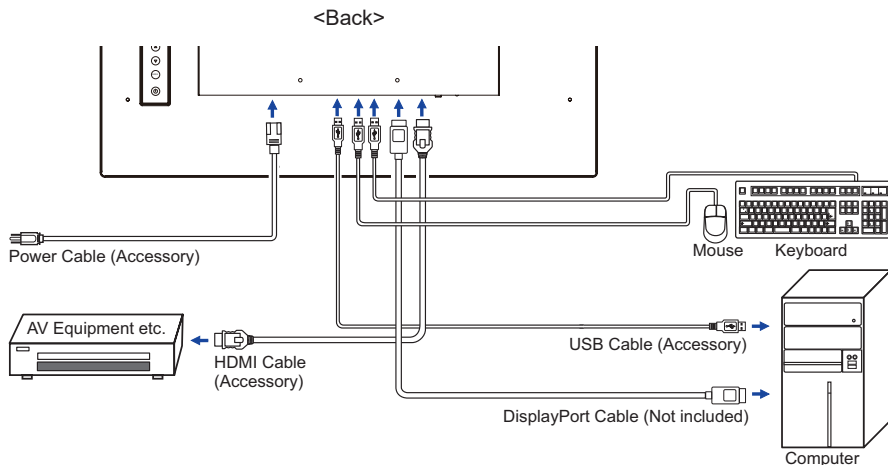 <Back>
Power Cable (Accessory)
Mouse
Keyboard
AV Equipment etc.
HDMI Cable
(Accessory)
USB Cable (Accessory)
DisplayPort Cable (Not included)
Computer